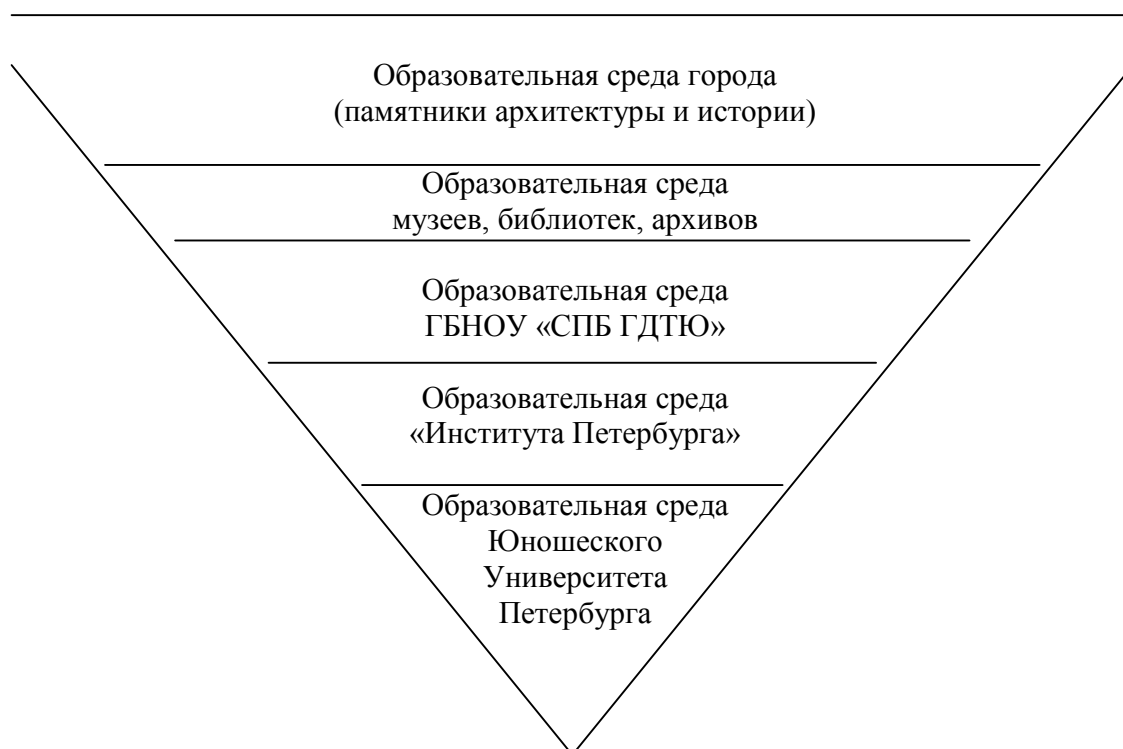 Образовательная среда города
(памятники архитектуры и истории)
Образовательная среда
музеев, библиотек, архивов
Образовательная среда
ГБНОУ «СПБ ГДТЮ»
Образовательная среда
«Института Петербурга»
Образовательная среда
Юношеского
Университета
Петербурга